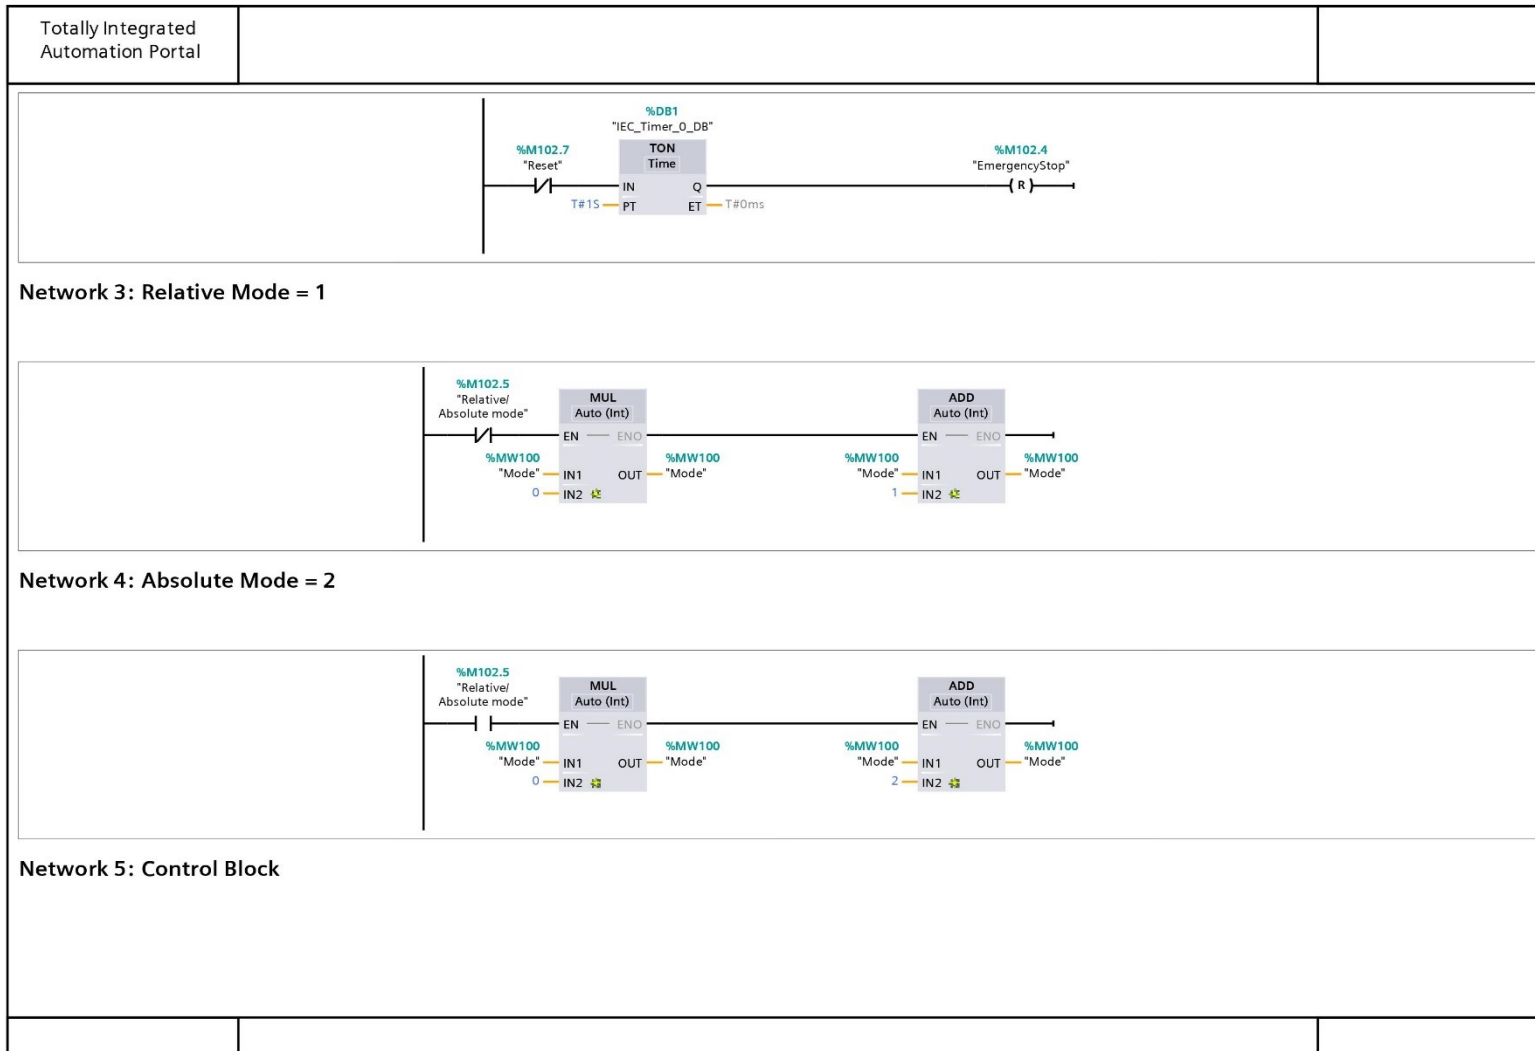 Totally Integrated
Automation Portal
%DB1
"IEC_Timer_0_DB"
%M102.7
"Reset"
TON
Time
%M102.4
"EmergencyStop"
IN Q
R
T#1S PT ET T#0ms
Network 3: Relative Mode = 1
%M102.5
"Relative/
Absolute mode"
MUL
Auto (Int)
ADD
Auto (Int)
EN ENO EN ENO
%MW100 %MW100 %MW100 %MW100
"Mode" IN1 OUT "Mode" "Mode" IN1 OUT "Mode"
0 IN2 1 IN2
Network 4: Absolute Mode = 2
%M102.5
"Relative/
Absolute mode"
MUL
Auto (Int)
ADD
Auto (Int)
EN ENO EN ENO
%MW100 %MW100 %MW100 %MW100
"Mode" IN1 OUT "Mode" "Mode" IN1 OUT "Mode"
0 IN2 2 IN2
Network 5: Control Block